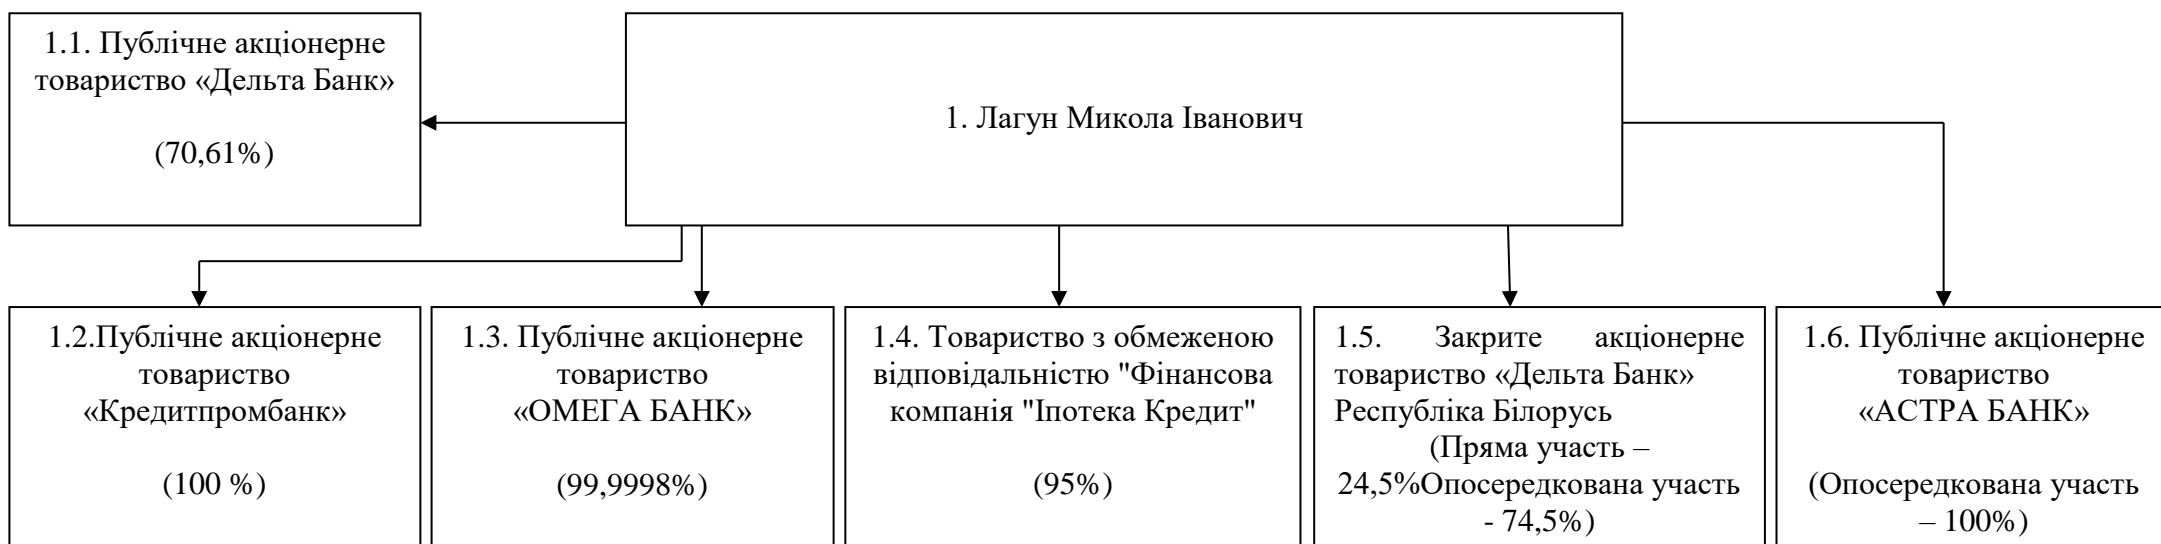 1.1. Публічне акціонерне
товариство «Дельта Банк»
(70,61%)
1. Лагун Микола Іванович
1.2.Публічне акціонерне
товариство
«Кредитпромбанк»
(100 %)
1.3. Публічне акціонерне
товариство
«ОМЕГА БАНК»
(99,9998%)
1.4. Товариство з обмеженою
відповідальністю "Фінансова
компанія "Іпотека Кредит"
(95%)
1.5. Закрите акціонерне
товариство «Дельта Банк»
Республіка Білорусь
(Пряма участь –
24,5%Опосередкована участь
- 74,5%)
1.6. Публічне акціонерне
товариство
«АСТРА БАНК»
(Опосередкована участь
– 100%)